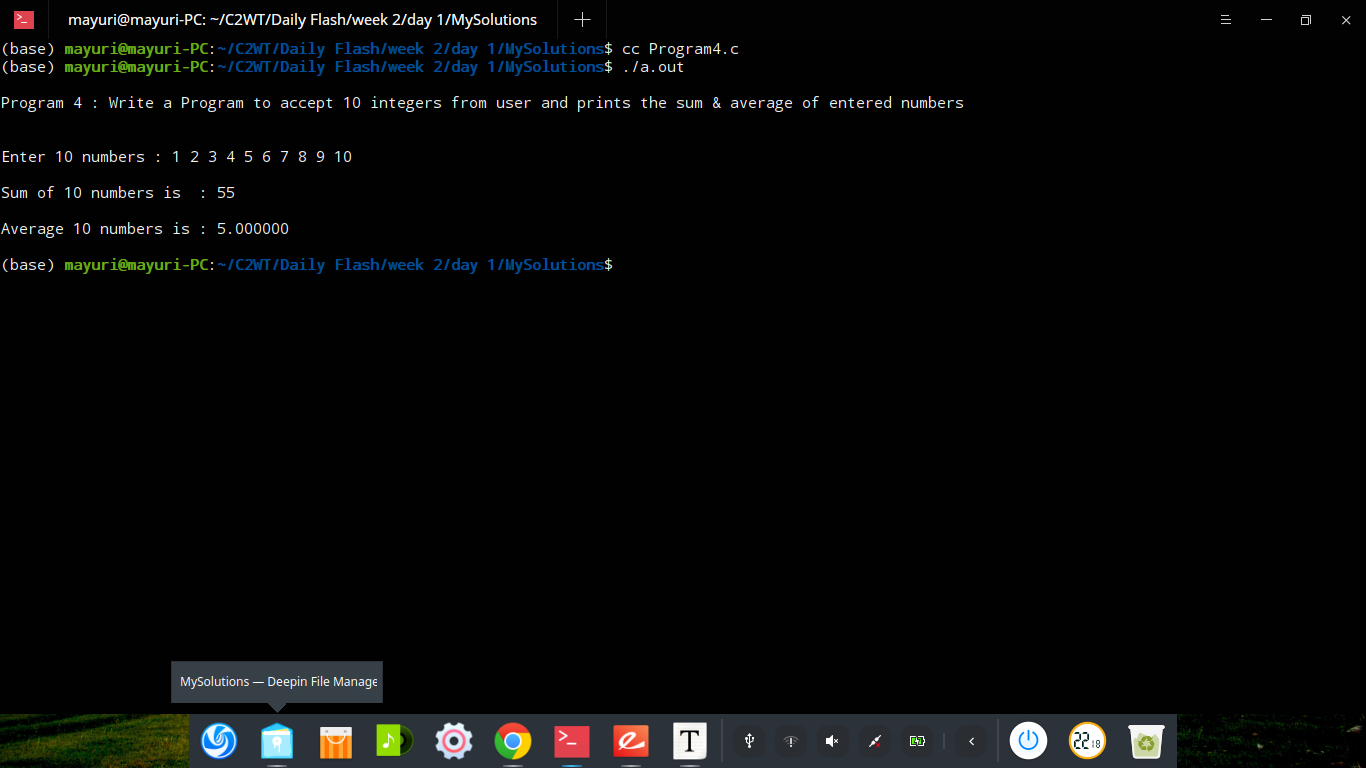 mayuri@mayuri-PC: ~/C2WT/Daily Flash/week 2/day 1/MySolutions
(base) mayuri@mayuri-PC:~/C2WT/Daily Flash/week 2/day 1/MySolutions$ cc Program4.c
(base) mayuri@mayuri-PC:~/C2WT/Daily Flash/week 2/day 1/MySolutions$ ./a.out
Program 4 : Write a Program to accept 10 integers from user and prints the sum & average of entered numbers
Enter 10 numbers : 1 2 3 4 5 6 7 8 9 10
Sum of 10 numbers is  : 55
Average 10 numbers is : 5.000000
(base) mayuri@mayuri-PC:~/C2WT/Daily Flash/week 2/day 1/MySolutions$
MySolutions — Deepin File Manage
T
22 18